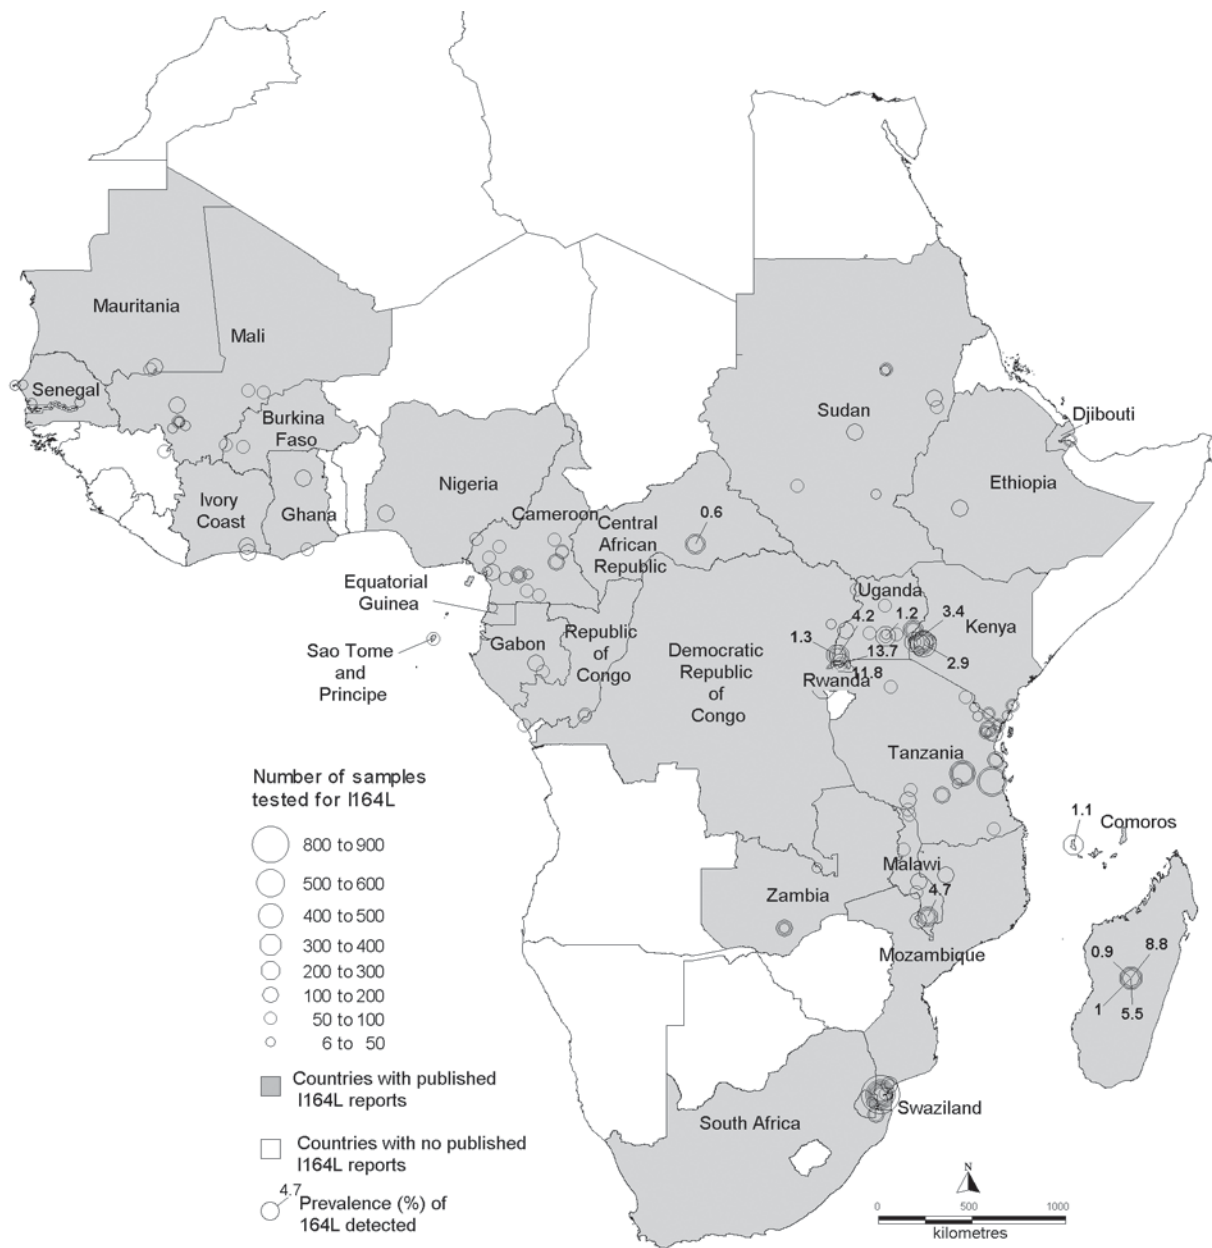 Mauritania
Mali
Senegal
Burkina
Faso
Sudan
Djibouti
Nigeria
Ethiopia
Ivory
Coast
Ghana
Cameroon
Central
African
Republic
0.6
Equatorial
Guinea
Uganda
4.2
1.2
3.4
Kenya
Sao Tome
and
Principe
Gabon
Republic
of
Congo
Democratic
Republic
of
Congo
1.3
13.7
2.9
11.8
Rwanda
Tanzania
Number of samples
tested for I164L
800 to 900
500 to 600
400 to 500
300 to 400
200 to 300
100 to 200
50 to 100
6 to 50
Countries with published
I164L reports
Countries with no published
I164L reports
4.7
Prevalence (%) of
164L detected
1.1
Comoros
Malawi
Zambia
4.7
Mozambique
0.9
8.8
1
5.5
Swaziland
South Africa
N
0 500 1000
kilometres